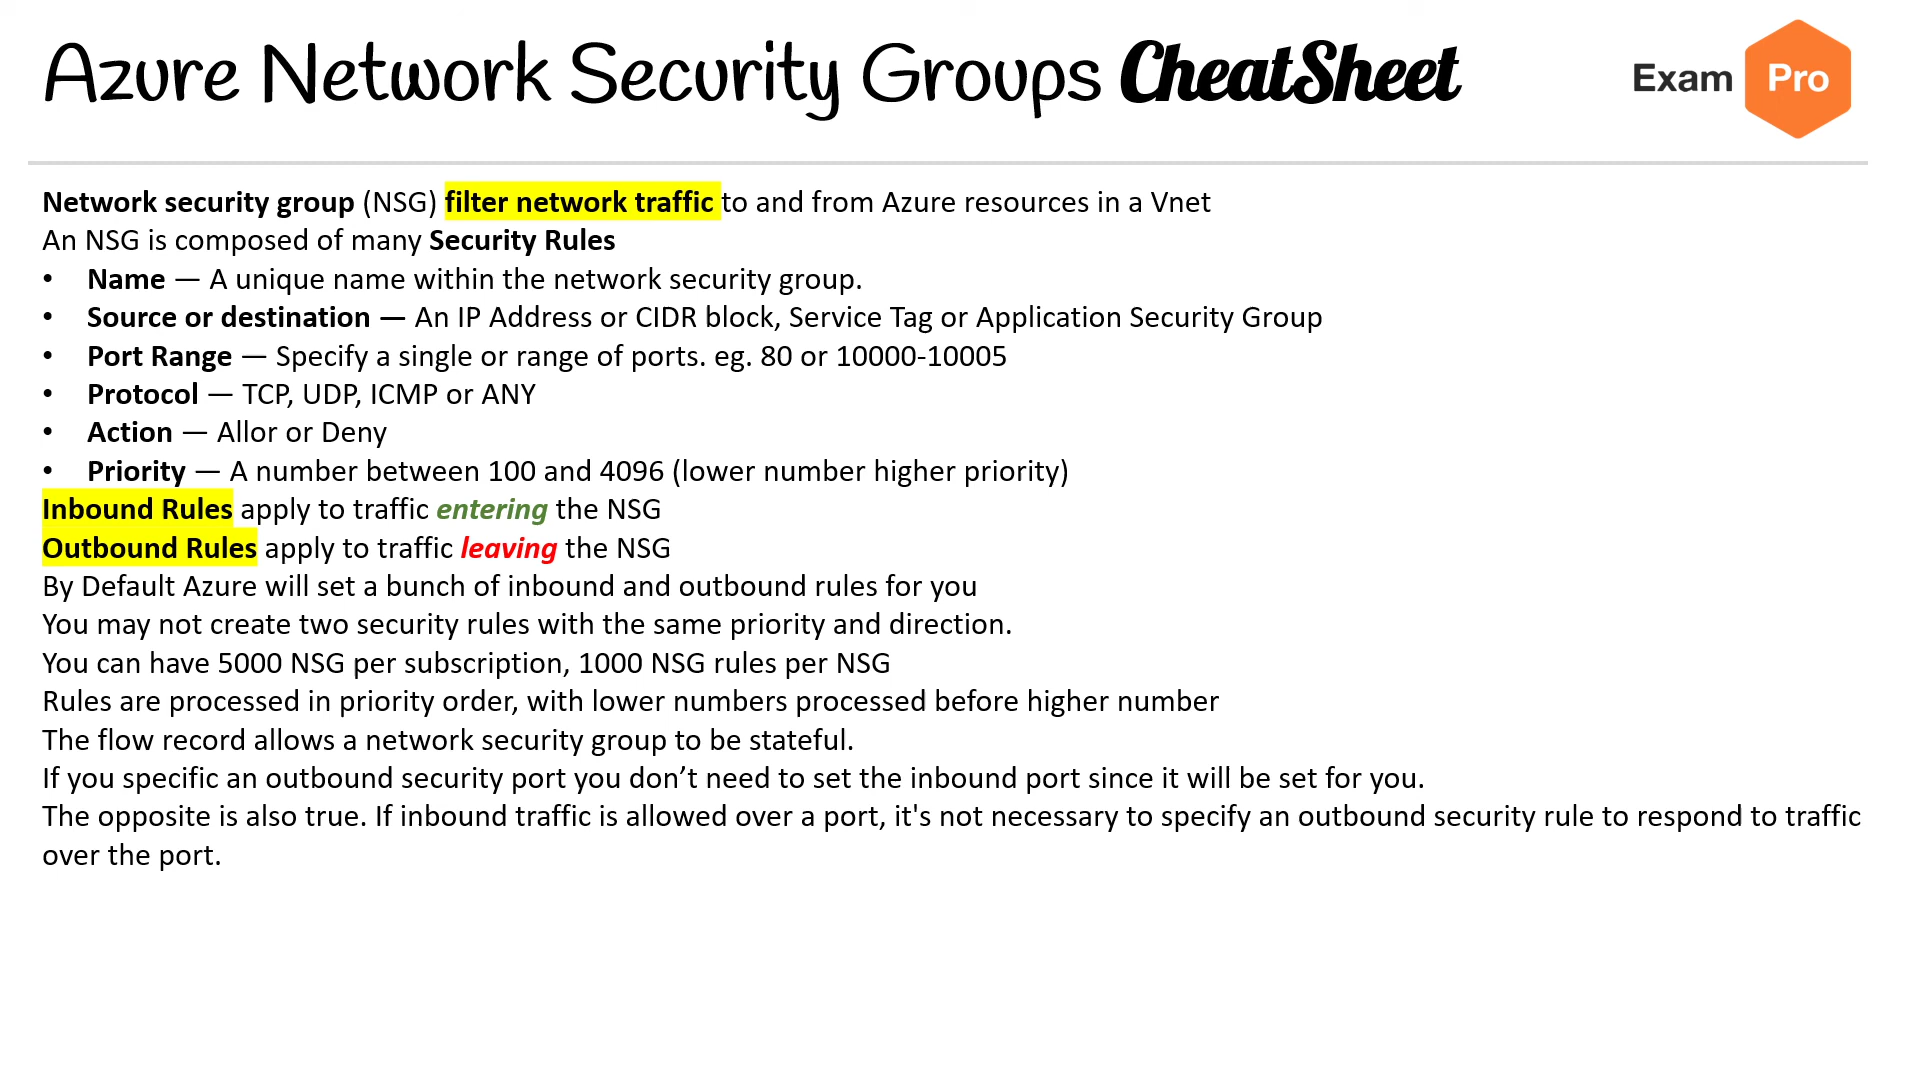 Azure Network Security Groups CheatSheet
Exam Pro
Network security group (NSG) filter network traffic to and from Azure resources in a Vnet
An NSG is composed of many Security Rules
• Name — A unique name within the network security group.
• Source or destination — An IP Address or CIDR block, Service Tag or Application Security Group
• Port Range — Specify a single or range of ports. eg. 80 or 10000-10005
• Protocol — TCP, UDP, ICMP or ANY
• Action — Allor or Deny
• Priority — A number between 100 and 4096 (lower number higher priority)
Inbound Rules apply to traffic entering the NSG
Outbound Rules apply to traffic leaving the NSG
By Default Azure will set a bunch of inbound and outbound rules for you
You may not create two security rules with the same priority and direction.
You can have 5000 NSG per subscription, 1000 NSG rules per NSG
Rules are processed in priority order, with lower numbers processed before higher number
The flow record allows a network security group to be stateful.
If you specific an outbound security port you don’t need to set the inbound port since it will be set for you.
The opposite is also true. If inbound traffic is allowed over a port, it's not necessary to specify an outbound security rule to respond to traffic
over the port.